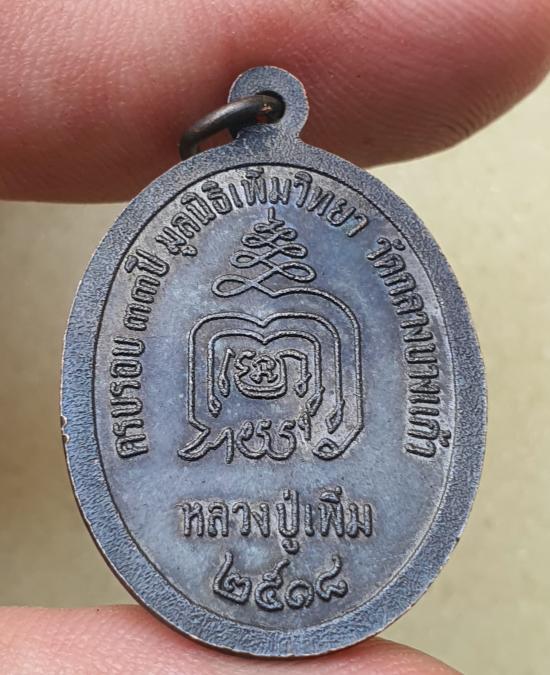 ครบรอบ ๓๓ ปี มูลนิธิเพิ่มวิทยา วัดกลางบางแก้ว
หลวงปู่เพิ่ม
๒๕๑๘